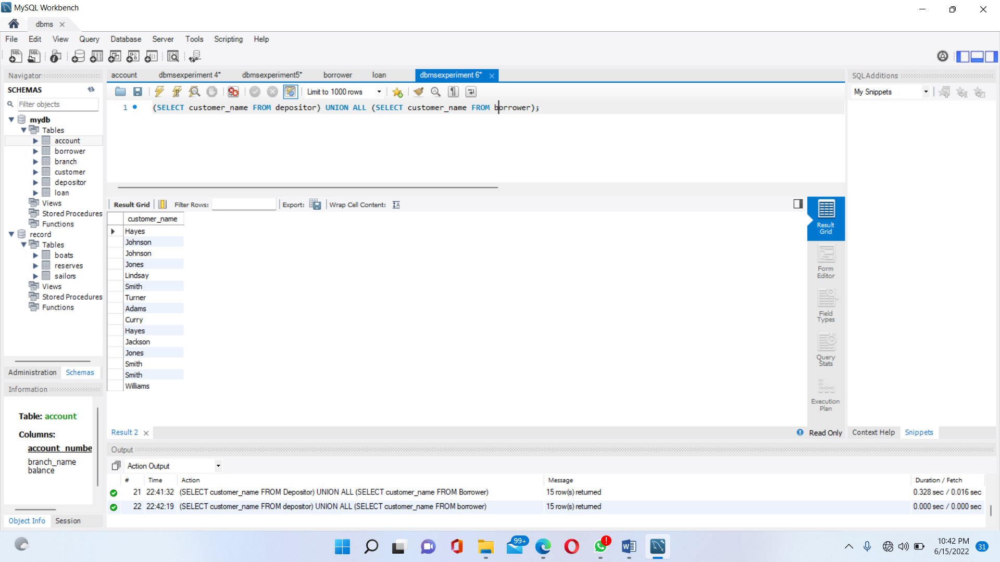 MySQL Workbench
dbms
File Edit View Query Database Server Tools Scripting Help
Navigator
SCHEMAS
Filter objects
mydb
Tables
account
borrower
branch
customer
depositor
loan
Views
Stored Procedures
Functions
record
Tables
boats
reserves
sailors
Views
Stored Procedures
Functions
Administration Schemas
Information
Table: account
Columns:
account_numbe
branch_name
balance
Object Info Session
account dbmsexperiment 4* dbmsexperiment5* borrower loan dbmsexperiment 6*
Limit to 1000 rows
1 (SELECT customer_name FROM depositor) UNION ALL (SELECT customer_name FROM borrower);
Result Grid Filter Rows: Export: Wrap Cell Content:
customer_name
Hayes
Johnson
Johnson
Jones
Lindsay
Smith
Turner
Adams
Curry
Hayes
Jackson
Jones
Smith
Smith
Williams
Result Grid
Form Editor
Field Types
Query Stats
Execution Plan
Result 2
Read Only
SQLAdditions
My Snippets
Context Help Snippets
Output
Action Output
# Time Action Message Duration / Fetch
21 22:41:32 (SELECT customer_name FROM Depositor) UNION ALL (SELECT customer_name FROM Borrower) 15 row(s) returned 0.328 sec / 0.016 sec
22 22:42:19 (SELECT customer_name FROM depositor) UNION ALL (SELECT customer_name FROM borrower) 15 row(s) returned 0.000 sec / 0.000 sec
99+
10:42 PM
6/15/2022
31